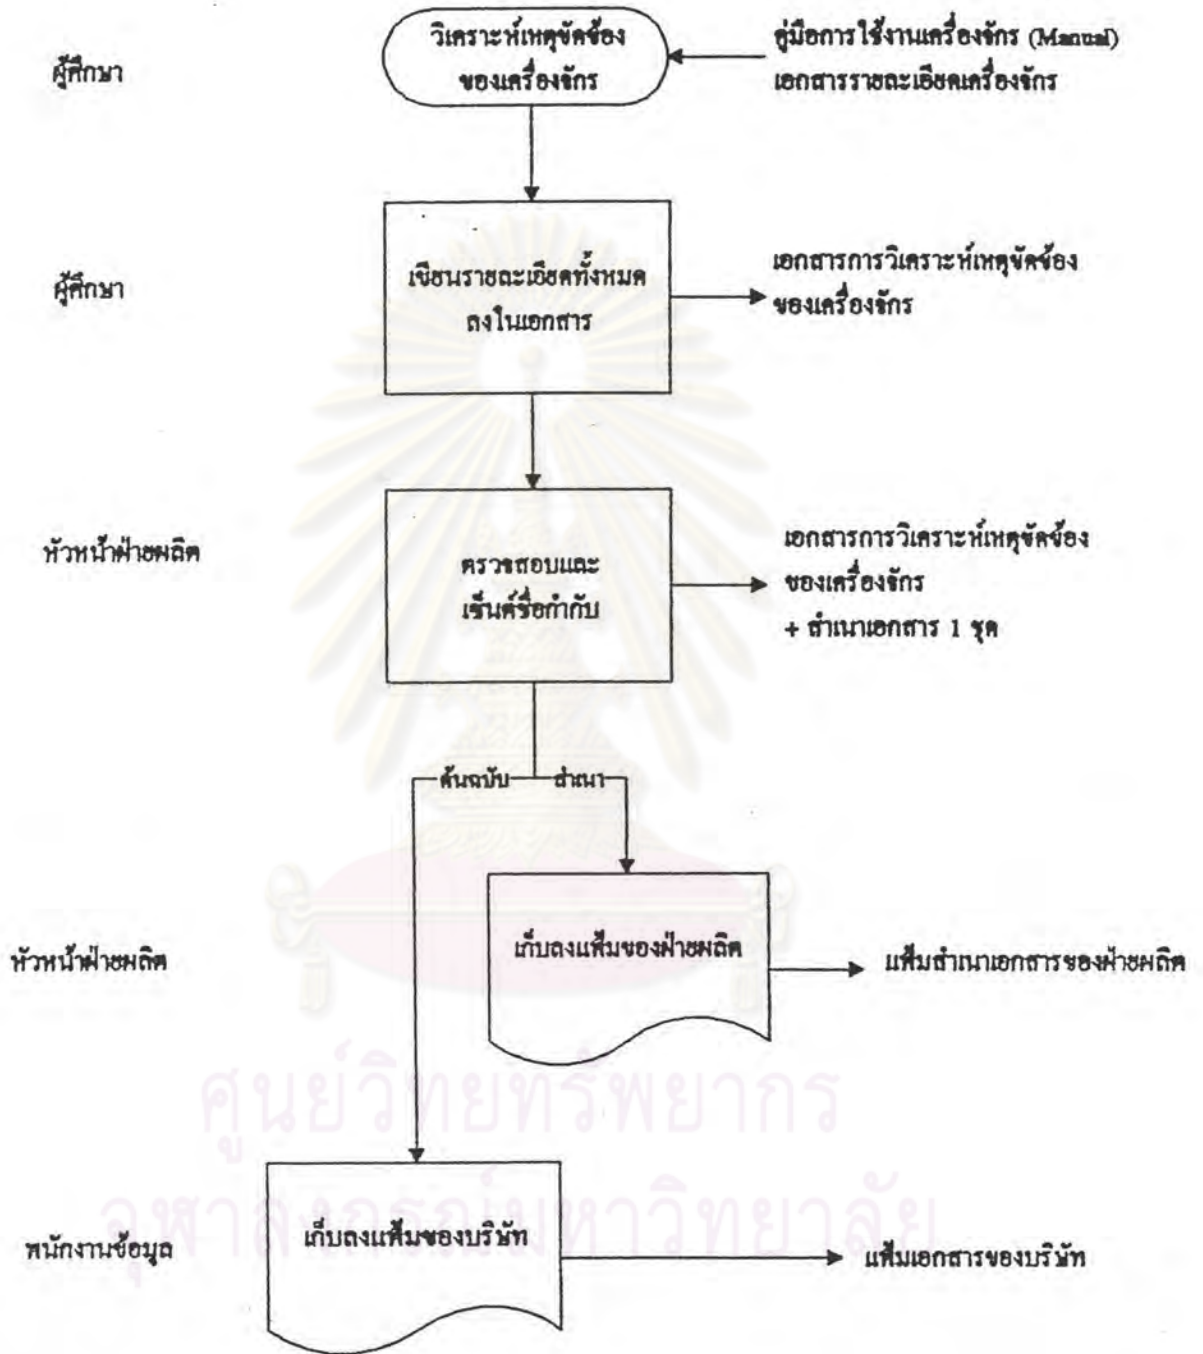 วิเคราะห์เหตุขัดข้อง
ของเครื่องจักร
คู่มือการใช้งานเครื่องจักร (Manual)
เอกสารรายละเอียดเครื่องจักร
ผู้ศึกษา
เขียนรายละเอียดทั้งหมด
ลงในเอกสาร
เอกสารการวิเคราะห์เหตุขัดข้อง
ของเครื่องจักร
ผู้ศึกษา
หัวหน้าฝ่ายผลิต
ตรวจสอบและ
เซ็นต์ชื่อกำกับ
เอกสารการวิเคราะห์เหตุขัดข้อง
ของเครื่องจักร
+ สำเนาเอกสาร 1 ชุด
ต้นฉบับ
สำเนา
หัวหน้าฝ่ายผลิต
เก็บลงแฟ้มของฝ่ายผลิต
แฟ้มสำเนาเอกสารของฝ่ายผลิต
ศูนย์วิทยทรัพยากร
จุฬาลงกรณ์มหาวิทยาลัย
พนักงานข้อมูล
เก็บลงแฟ้มของบริษัท
แฟ้มเอกสารของบริษัท